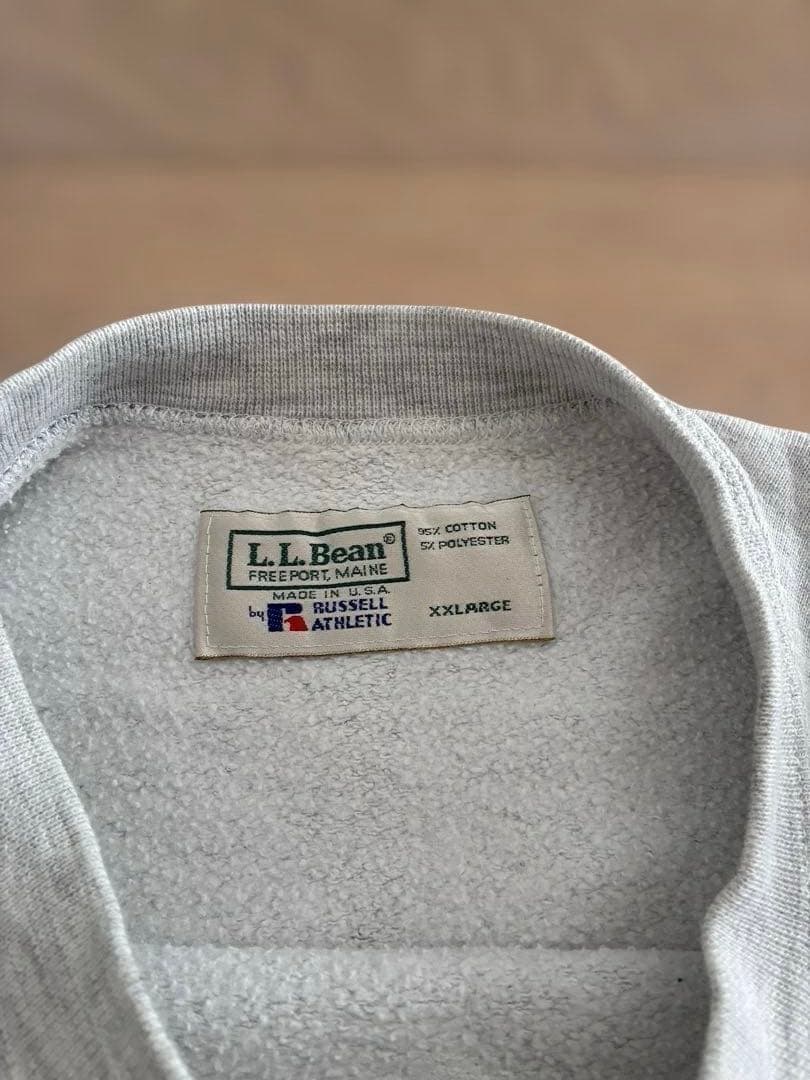 L.L.Bean®
FREEPORT, MAINE
MADE IN U.S.A.
by RUSSELL
ATHLETIC
95% COTTON
5% POLYESTER
XXLARGE